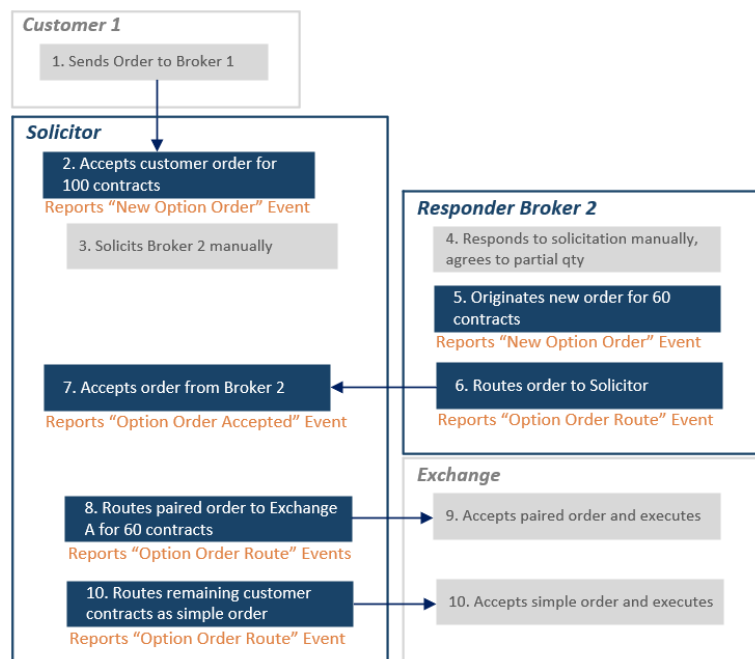 Customer 1
1. Sends Order to Broker 1
Solicitor
2. Accepts customer order for
100 contracts
Reports “New Option Order” Event
3. Solicits Broker 2 manually
Responder Broker 2
4. Responds to solicitation manually,
agrees to partial qty
5. Originates new order for 60
contracts
Reports “New Option Order” Event
6. Routes order to Solicitor
Reports “Option Order Route” Event
7. Accepts order from Broker 2
Reports “Option Order Accepted” Event
Exchange
8. Routes paired order to Exchange
A for 60 contracts
Reports “Option Order Route” Events
9. Accepts paired order and executes
10. Routes remaining customer
contracts as simple order
Reports “Option Order Route” Event
10. Accepts simple order and executes